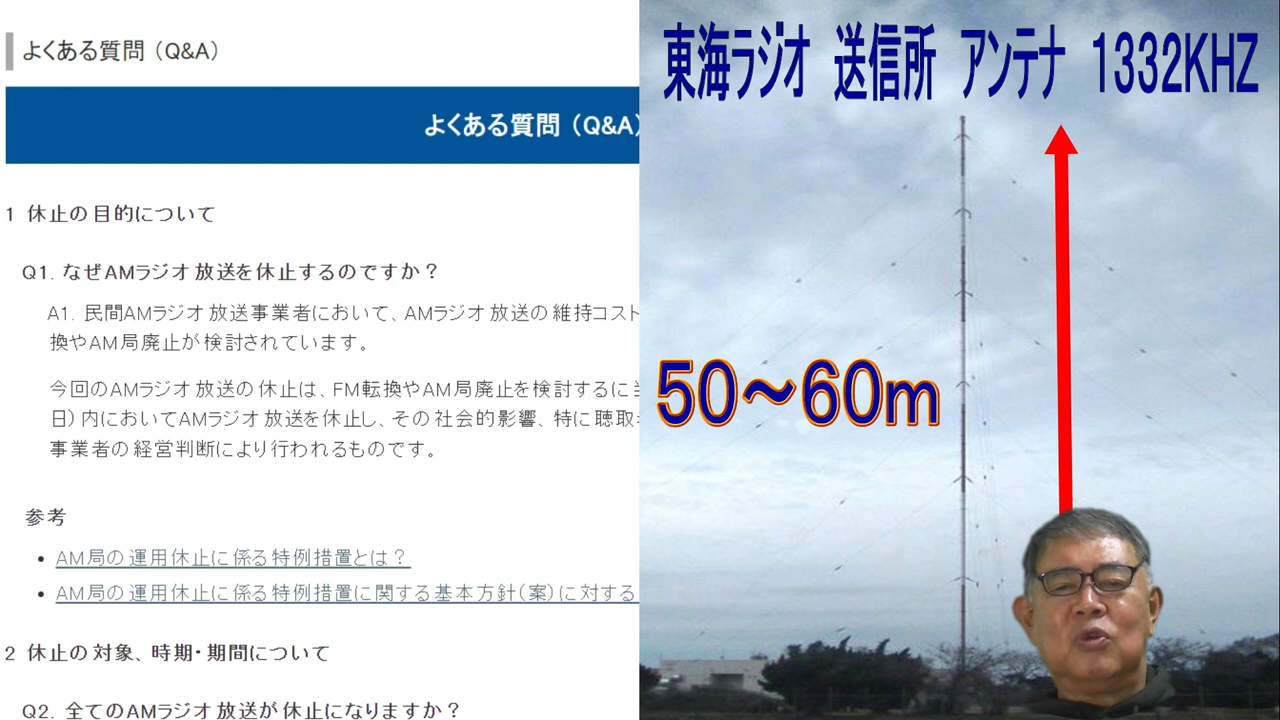 よくある質問（Q&A）
よくある質問（Q&A）
1 休止の目的について
Q1. なぜAMラジオ放送を休止するのですか？
A1. 民間AMラジオ放送事業者において、AMラジオ放送の維持コスト
換やAM局廃止が検討されています。
今回のAMラジオ放送の休止は、FM転換やAM局廃止を検討するに
日）内においてAMラジオ放送を休止し、その社会的影響、特に聴取
事業者の経営判断により行われるものです。
参考
• AM局の運用休止に係る特例措置とは？
• AM局の運用休止に係る特例措置に関する基本方針（案）に対する
2 休止の対象、時期・期間について
Q2. 全てのAMラジオ放送が休止になりますか？
東海ラジオ 送信所 アンテナ 1332KHZ
50～60m